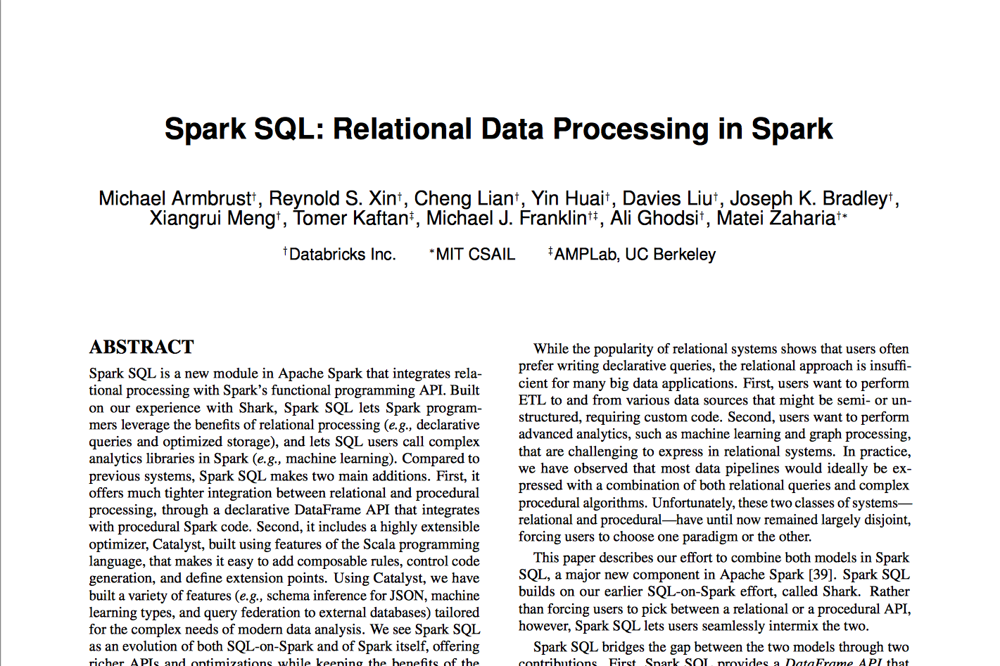 Spark SQL: Relational Data Processing in Spark
Michael Armbrust†, Reynold S. Xin†, Cheng Lian†, Yin Huai†, Davies Liu†, Joseph K. Bradley†,
Xiangrui Meng†, Tomer Kaftan‡, Michael J. Franklin†‡, Ali Ghodsi†, Matei Zaharia†*
†Databricks Inc. *MIT CSAIL ‡AMPLab, UC Berkeley
ABSTRACT
Spark SQL is a new module in Apache Spark that integrates rela-
tional processing with Spark's functional programming API. Built
on our experience with Shark, Spark SQL lets Spark program-
mers leverage the benefits of relational processing (e.g., declarative
queries and optimized storage), and lets SQL users call complex
analytics libraries in Spark (e.g., machine learning). Compared to
previous systems, Spark SQL makes two main additions. First, it
offers much tighter integration between relational and procedural
processing, through a declarative DataFrame API that integrates
with procedural Spark code. Second, it includes a highly extensible
optimizer, Catalyst, built using features of the Scala programming
language, that makes it easy to add composable rules, control code
generation, and define extension points. Using Catalyst, we have
built a variety of features (e.g., schema inference for JSON, machine
learning types, and query federation to external databases) tailored
for the complex needs of modern data analysis. We see Spark SQL
as an evolution of both SQL-on-Spark and of Spark itself, offering
richer APIs and optimizations while keeping the benefits of the
While the popularity of relational systems shows that users often
prefer writing declarative queries, the relational approach is insuffi-
cient for many big data applications. First, users want to perform
ETL to and from various data sources that might be semi- or un-
structured, requiring custom code. Second, users want to perform
advanced analytics, such as machine learning and graph processing,
that are challenging to express in relational systems. In practice,
we have observed that most data pipelines would ideally be ex-
pressed with a combination of both relational queries and complex
procedural algorithms. Unfortunately, these two classes of systems—
relational and procedural—have until now remained largely disjoint,
forcing users to choose one paradigm or the other.
This paper describes our effort to combine both models in Spark
SQL, a major new component in Apache Spark [39]. Spark SQL
builds on our earlier SQL-on-Spark effort, called Shark. Rather
than forcing users to pick between a relational or a procedural API,
however, Spark SQL lets users seamlessly intermix the two.
Spark SQL bridges the gap between the two models through two
contributions. First, Spark SQL provides a DataFrame API that